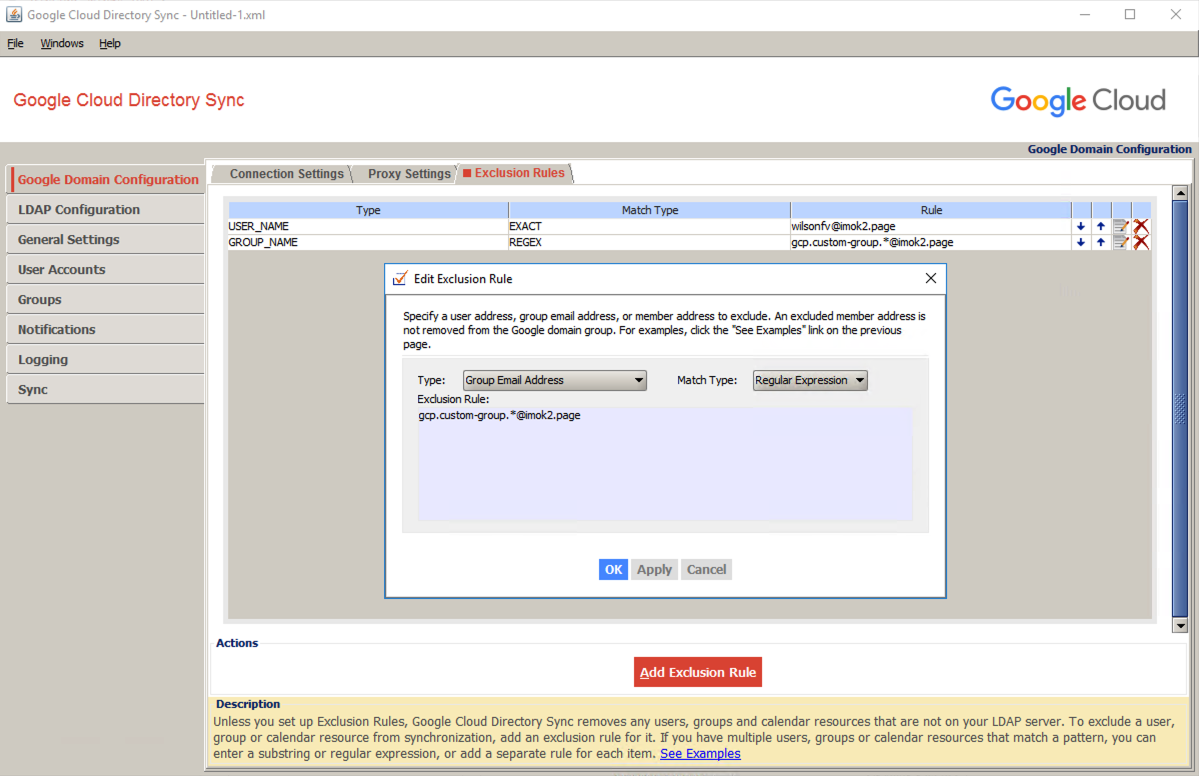 Google Cloud Directory Sync - Untitled-1.xml
File Windows Help
Google Cloud Directory Sync
Google Cloud
Google Domain Configuration
Google Domain Configuration
LDAP Configuration
General Settings
User Accounts
Groups
Notifications
Logging
Sync
Connection Settings Proxy Settings Exclusion Rules
Type Match Type Rule
USER_NAME EXACT wilsonfv@imok2.page
GROUP_NAME REGEX gcp.custom-group.*@imok2.page
Edit Exclusion Rule
Specify a user address, group email address, or member address to exclude. An excluded member address is
not removed from the Google domain group. For examples, click the "See Examples" link on the previous
page.
Type: Group Email Address Match Type: Regular Expression
Exclusion Rule:
gcp.custom-group.*@imok2.page
OK Apply Cancel
Actions
Add Exclusion Rule
Description
Unless you set up Exclusion Rules, Google Cloud Directory Sync removes any users, groups and calendar resources that are not on your LDAP server. To exclude a user,
group or calendar resource from synchronization, add an exclusion rule for it. If you have multiple users, groups or calendar resources that match a pattern, you can
enter a substring or regular expression, or add a separate rule for each item. See Examples